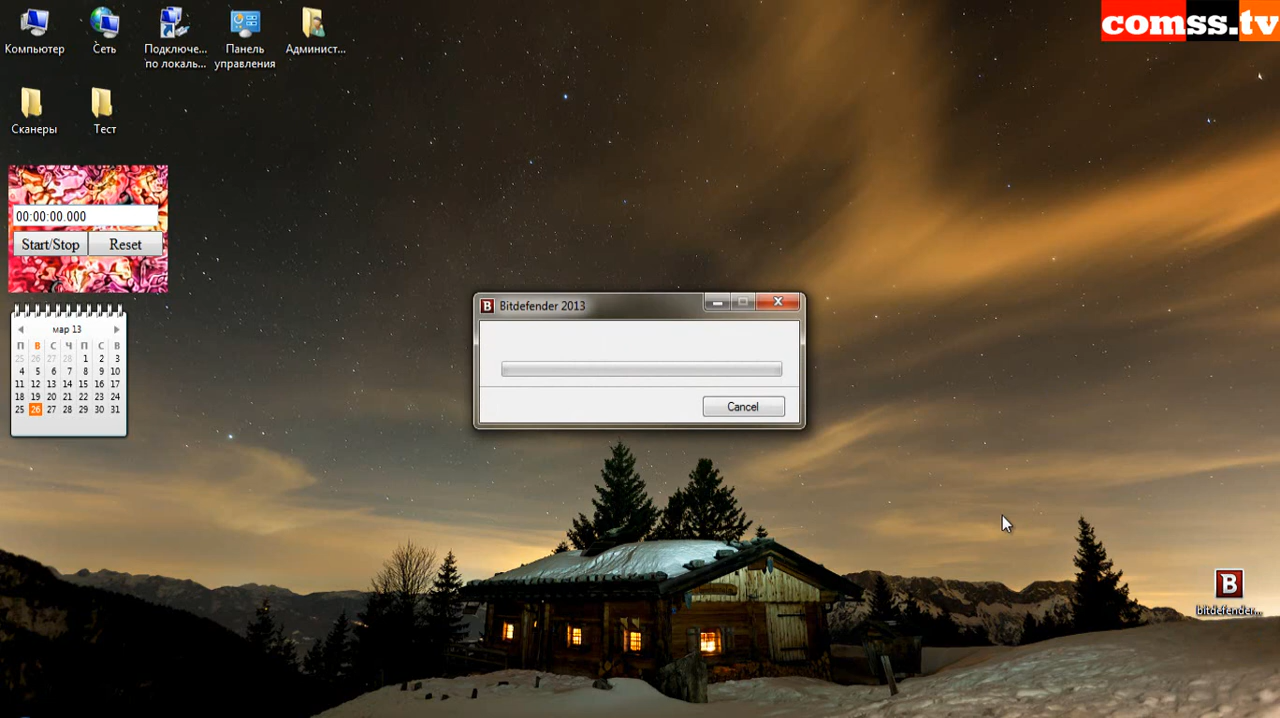 Компьютер
Сеть
Подключе...
по локаль...
Панель
управления
Админист...
comss.tv
Сканеры
Тест
00:00:00.000
Start/Stop
Reset
мар 13
П В С Ч П С В
25 26 27 28 1 2 3
4 5 6 7 8 9 10
11 12 13 14 15 16 17
18 19 20 21 22 23 24
25 26 27 28 29 30 31
B Bitdefender 2013
Cancel
B
bitdefender...